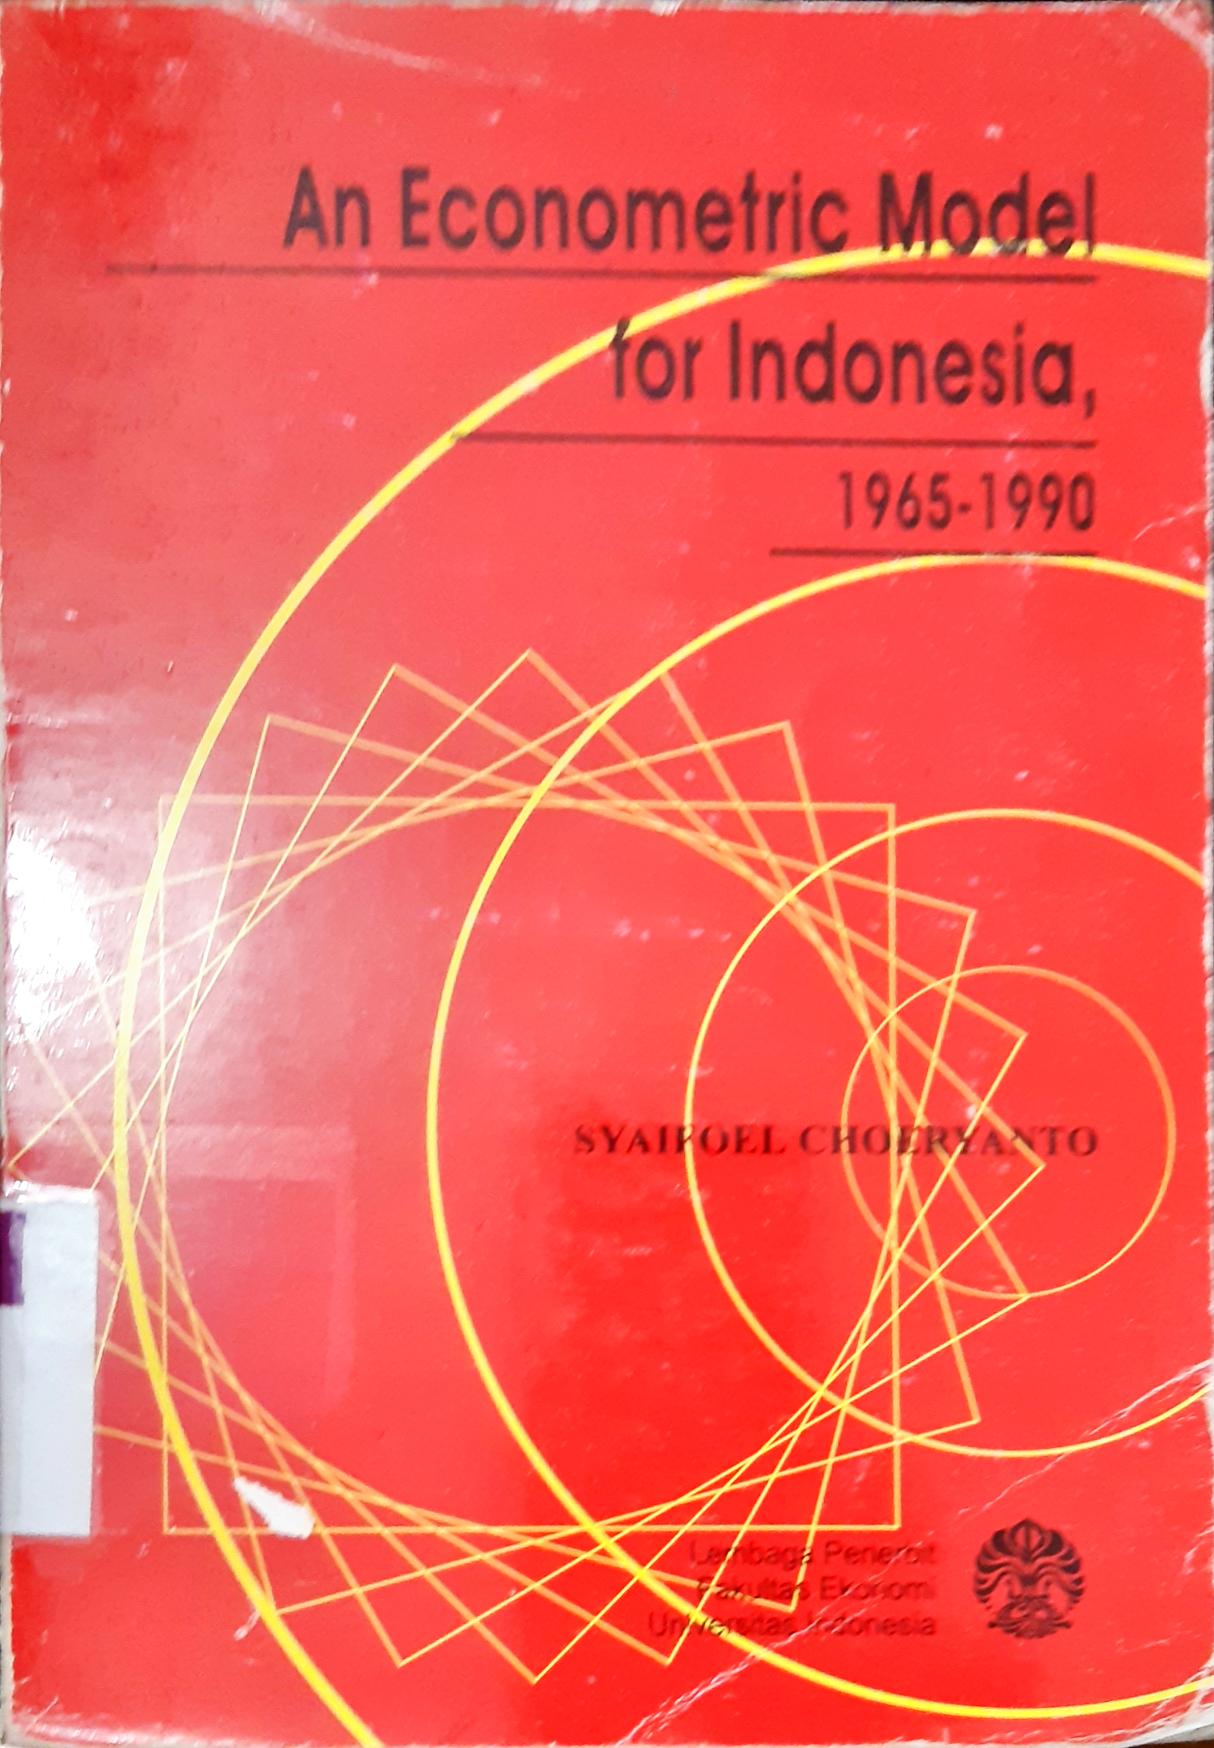 An Econometric Model
for Indonesia,
1965-1990
SYAIFOEL CHOERYANTO
Lembaga Penerbit
Fakultas Ekonomi
Universitas Indonesia